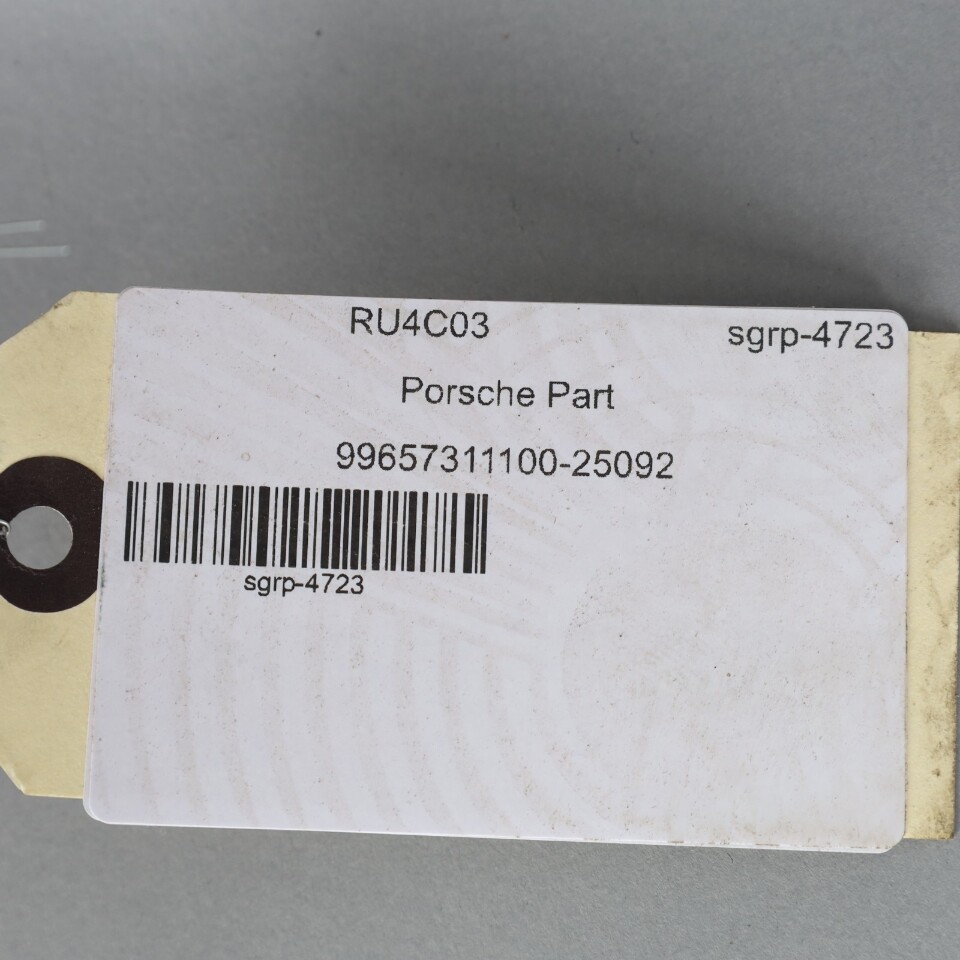 RU4C03 sgrp-4723
Porsche Part
99657311100-25092
sgrp-4723